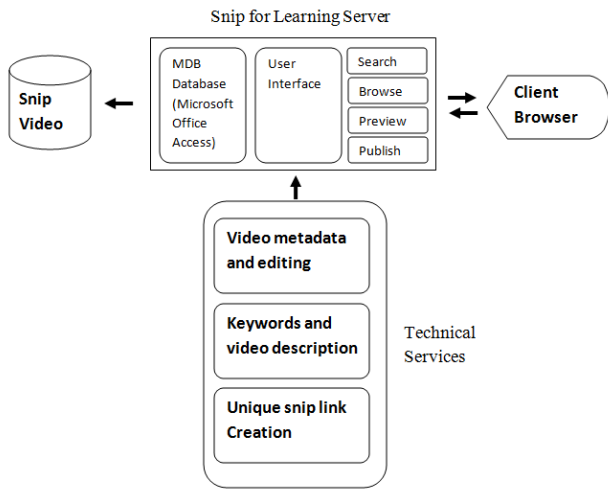 Snip for Learning Server
Snip
Video
MDB
Database
(Microsoft
Office
Access)
User
Interface
Search
Browse
Preview
Publish
Client
Browser
Video metadata
and editing
Keywords and
video description
Unique snip link
Creation
Technical
Services